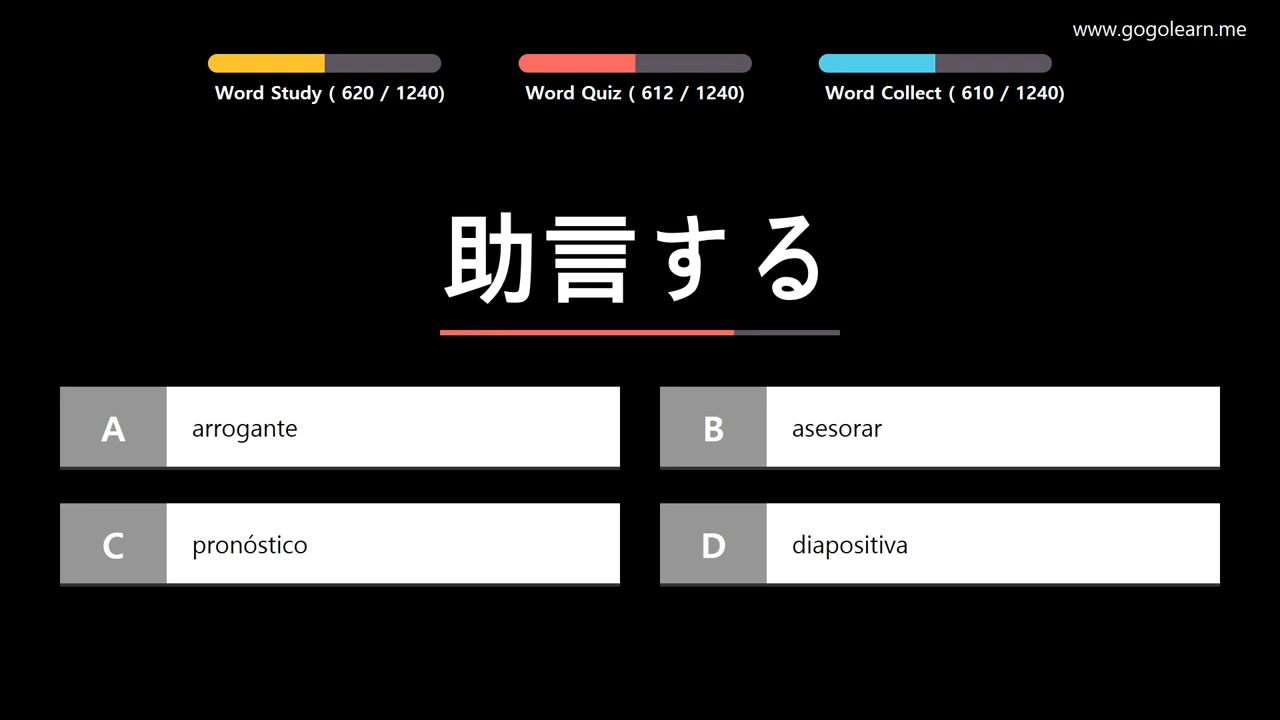 www.gogolearn.me
Word Study ( 620 / 1240)
Word Quiz ( 612 / 1240)
Word Collect ( 610 / 1240)
助言する
A arrogante
B asesorar
C pronóstico
D diapositiva